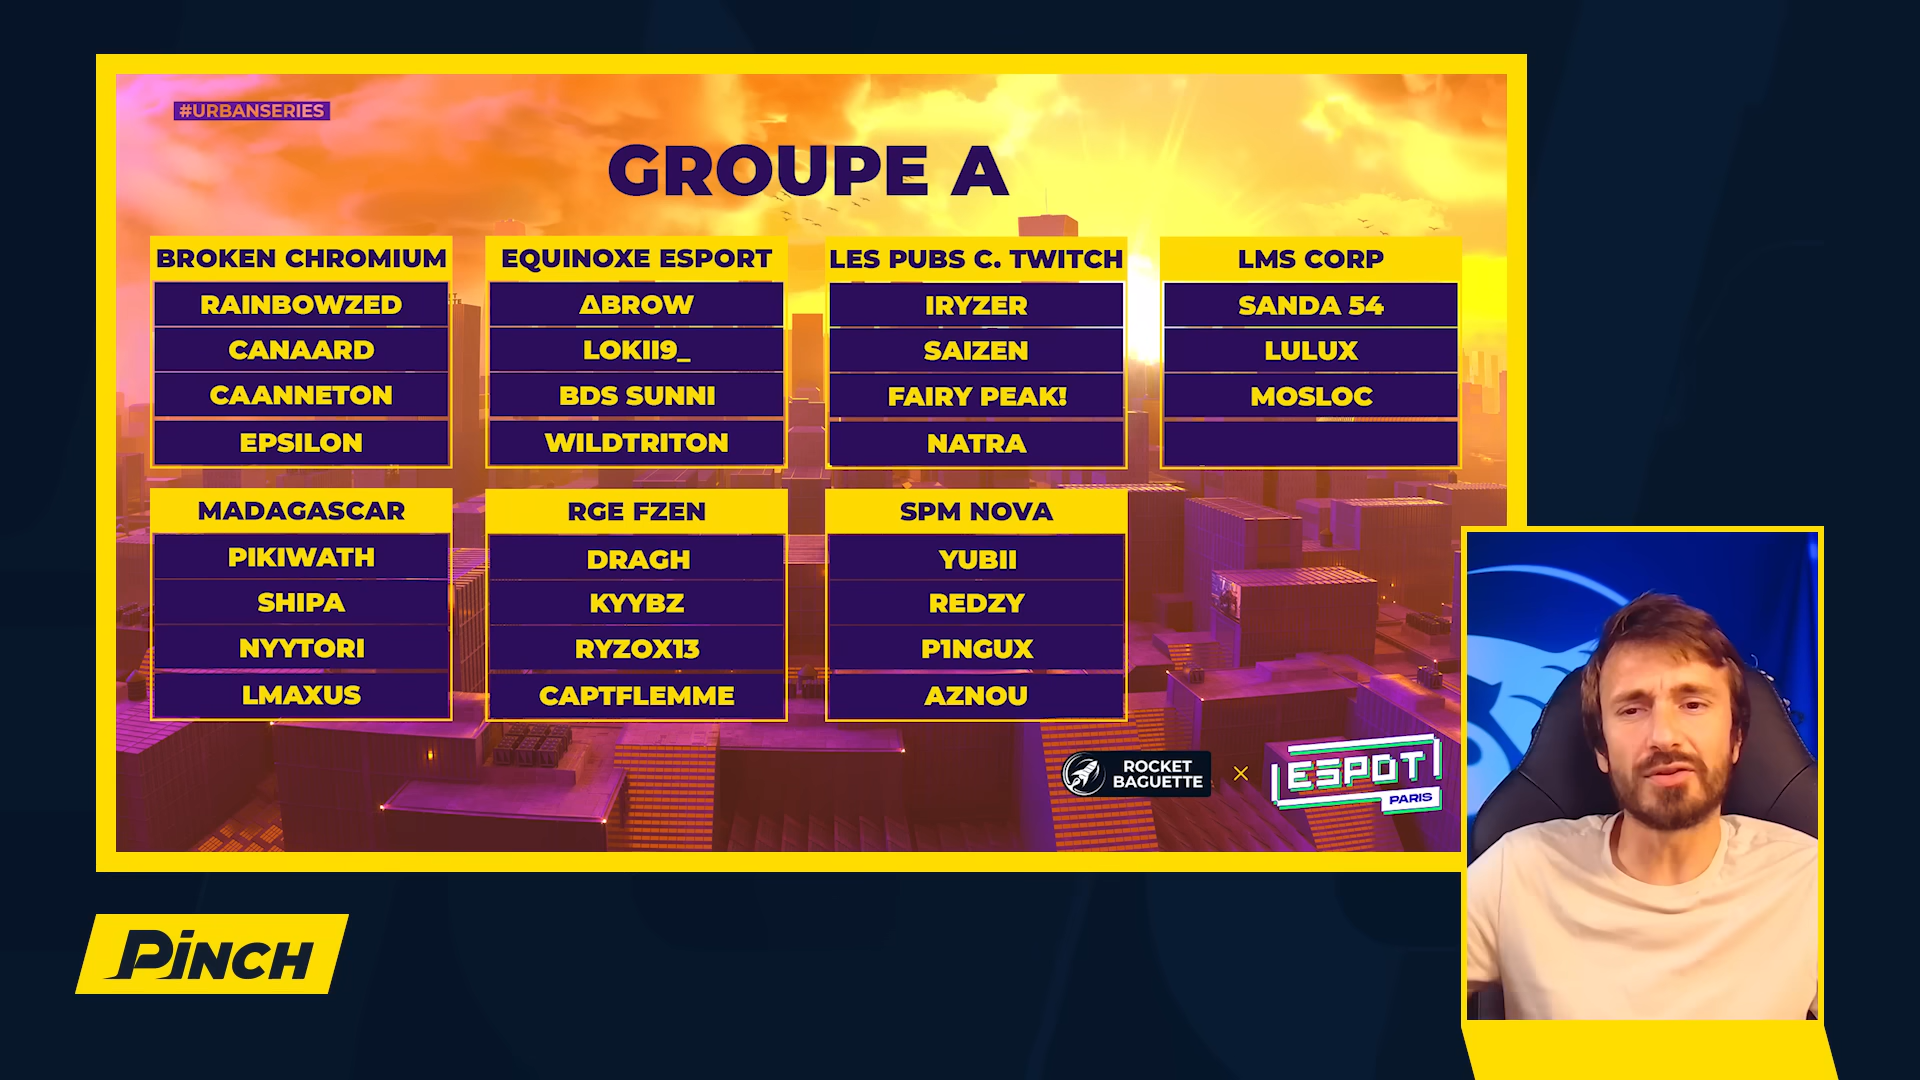 #URBANSERIES
GROUPE A
BROKEN CHROMIUM
RAINBOWZED
CANAARD
CAANNETON
EPSILON
EQUINOXE ESPORT
ΔBROW
LOKII9_
BDS SUNNI
WILDTRITON
LES PUBS C. TWITCH
IRYZER
SAIZEN
FAIRY PEAK!
NATRA
LMS CORP
SANDA 54
LULUX
MOSLOC
MADAGASCAR
PIKIWATH
SHIPA
NYYTORI
LMAXUS
RGE FZEN
DRAGH
KYYBZ
RYZOX13
CAPTFLEMME
SPM NOVA
YUBII
REDZY
P1NGUX
AZNOU
ROCKET
BAGUETTE
×
ESPOT
PARIS
PINCH